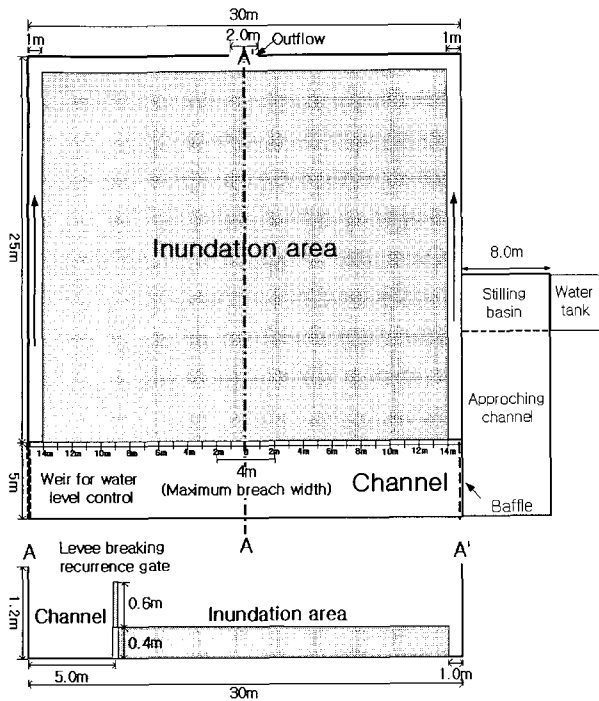 30m
1m
2.0m
1m
A'
Outflow
25m
Inundation area
8.0m
Stilling
basin
Water
tank
Approching
channel
14m 12m 10m 8m 6m 4m 2m 0 2m 4m 6m 8m 10m 12m 14m
4m
(Maximum breach width)
5m
Weir for water
level control
Channel
Baffle
A
A
A'
Levee breaking
recurrence gate
1.2m
Channel
0.6m
Inundation area
0.4m
5.0m
1.0m
30m